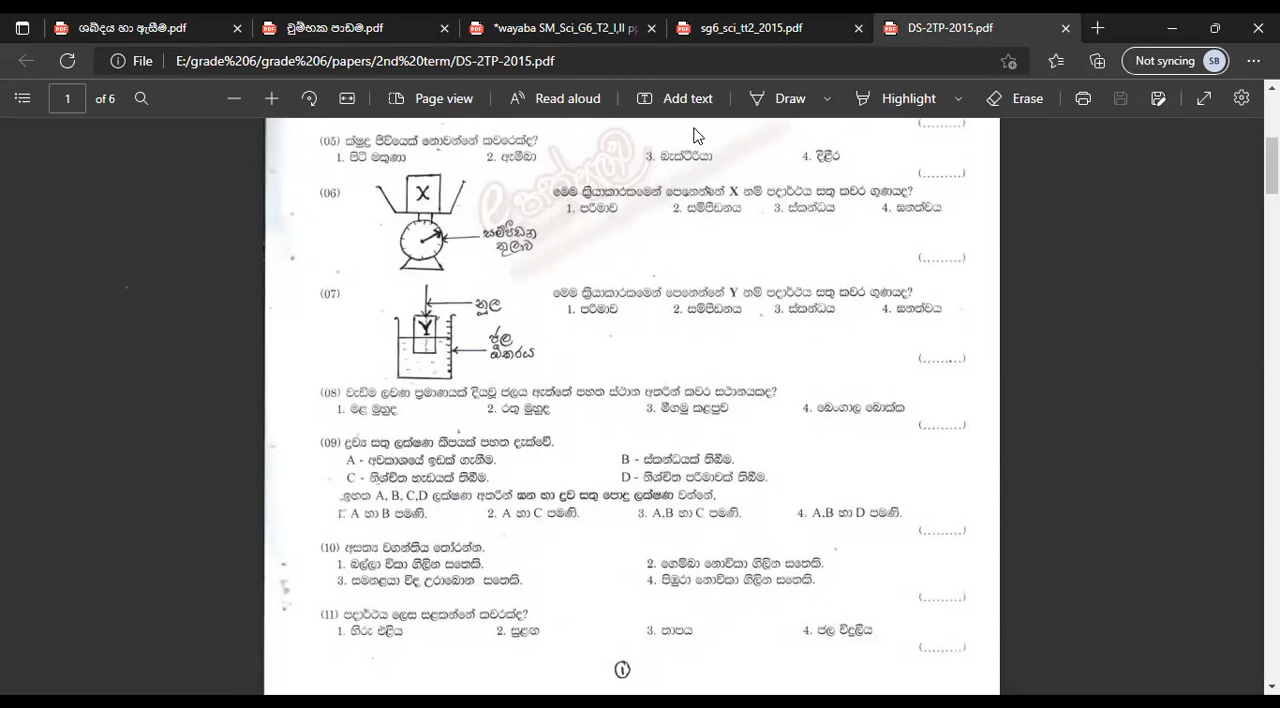 ශබ්දය හා ඇසීම.pdf
චුම්භක පාඩම.pdf
*wayaba SM_Sci_G6_T2_I,II pp
sg6_sci_tt2_2015.pdf
DS-2TP-2015.pdf
File
E:/grade%206/grade%206/papers/2nd%20term/DS-2TP-2015.pdf
Not syncing SB
1 of 6
Page view
Read aloud
Add text
Draw
Highlight
Erase
(.........)
(05) ක්ෂුද්‍ර ජීවියෙක් නොවන්නේ කවරෙක්ද?
1. පිටි මකුණා 2. ඇමීබා 3. බැක්ටීරියා 4. දිලීර
(.........)
(06) X මෙම ක්‍රියාකාරකමෙන් පෙනෙන්නේ X නම් පදාර්ථය සතු කවර ගුණයද?
1. පරිමාව 2. සම්පීඩනය 3. ස්කන්ධය 4. ඝනත්වය
සම්පීඩන
තුලාව
(.........)
(07) මෙම ක්‍රියාකාරකමෙන් පෙනෙන්නේ Y නම් පදාර්ථය සතු කවර ගුණයද?
නූල
1. පරිමාව 2. සම්පීඩනය 3. ස්කන්ධය 4. ඝනත්වය
Y
ජල
බීකරය
(.........)
(08) වැඩිම ලවණ ප්‍රමාණයක් දියවූ ජලය ඇත්තේ පහත ස්ථාන අතරින් කවර ස්ථානයකද?
1. මළ මුහුද 2. රතු මුහුද 3. මීගමු කළපුව 4. බෙංගාල බොක්ක
(.........)
(09) ද්‍රව්‍ය සතු ලක්ෂණ කීපයක් පහත දැක්වේ.
A - අවකාශයේ ඉඩක් ගැනීම. B - ස්කන්ධයක් තිබීම.
C - නිශ්චිත හැඩයක් තිබීම. D - නිශ්චිත පරිමාවක් තිබීම.
ඉහත A, B, C,D ලක්ෂණ අතරින් ඝන හා ද්‍රව සතු පොදු ලක්ෂණ වන්නේ,
1. A හා B පමණි. 2. A හා C පමණි. 3. A,B හා C පමණි. 4. A,B හා D පමණි.
(.........)
(10) අසත්‍ය වගන්තිය තෝරන්න.
1. බල්ලා විකා ගිලින සතෙකි. 2. ගෙම්බා නොවිකා ගිලින සතෙකි.
3. සමනළයා විද උරාබොන සතෙකි. 4. පිඹුරා නොවිකා ගිලින සතෙකි.
(.........)
(11) පදාර්ථය ලෙස සළකන්නේ කවරක්ද?
1. හිරු එළිය 2. සුළඟ 3. තාපය 4. ජල විදුලිය
(.........)
1